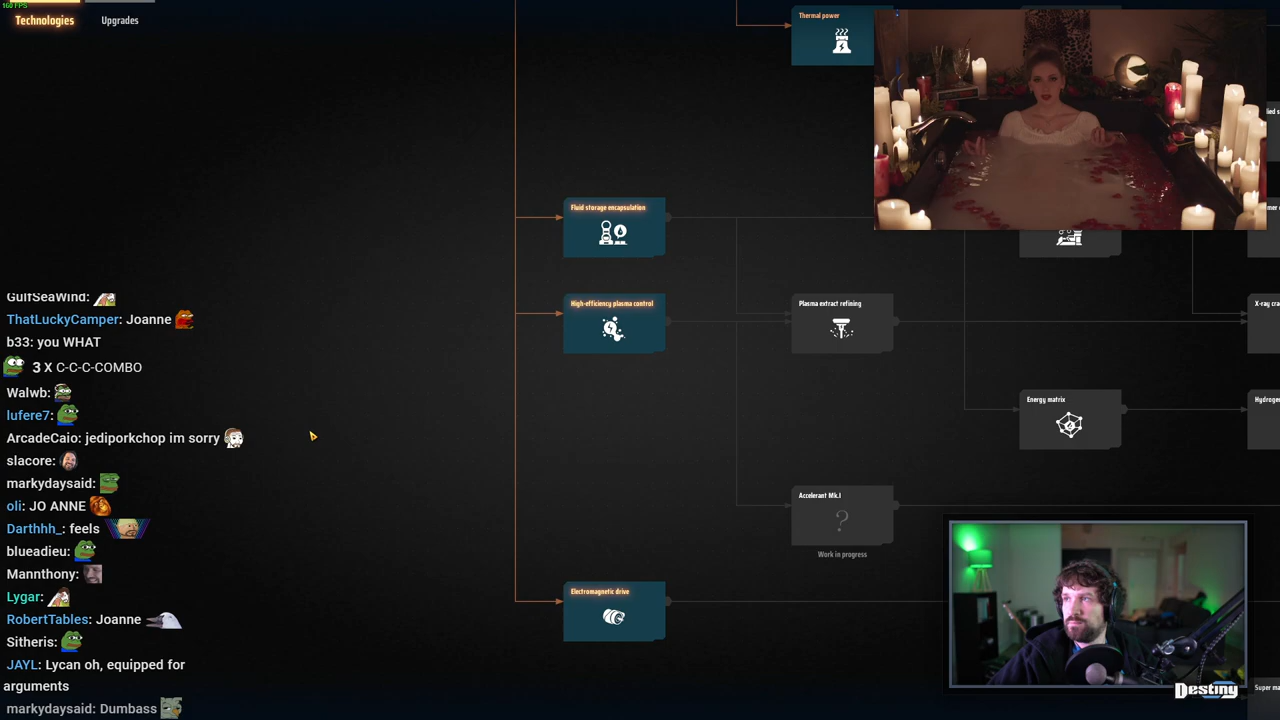 160 FPS
Technologies
Upgrades
Thermal power
Fluid storage encapsulation
High-efficiency plasma control
Plasma extract refining
Energy matrix
Accelerant Mk.I
?
Work in progress
Electromagnetic drive
GulfSeaWind:
ThatLuckyCamper: Joanne
b33: you WHAT
3 X C-C-C-COMBO
Walwb:
lufere7:
ArcadeCaio: jediporkchop im sorry
slacore:
markydaysaid:
oli: JO ANNE
Darthhh_: feels
blueadieu:
Mannthony:
Lygar:
RobertTables: Joanne
Sitheris:
JAYL: Lycan oh, equipped for
arguments
markydaysaid: Dumbass
Destiny